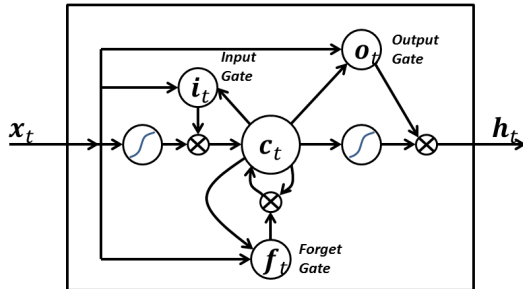 Output
Gate
o_t
Input
Gate
i_t
x_t
c_t
h_t
f_t
Forget
Gate